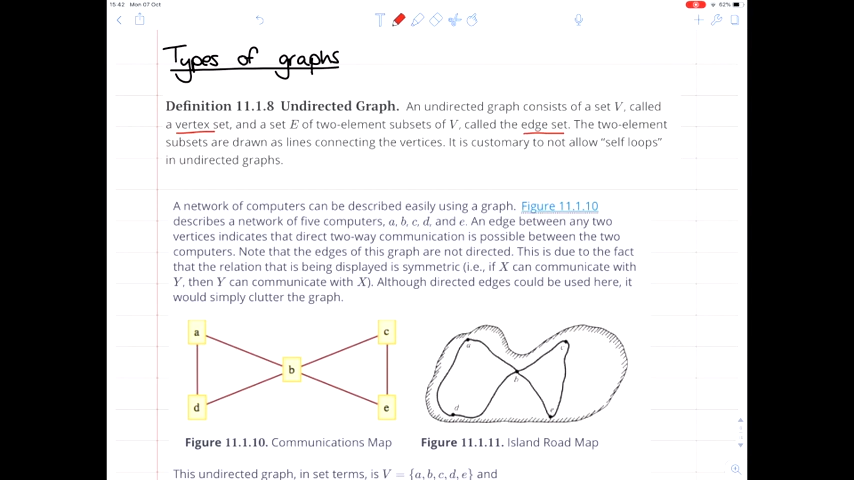 15.42 Mon 07 Oct
62%
Types of graphs
Definition 11.1.8 Undirected Graph. An undirected graph consists of a set V, called
a vertex set, and a set E of two-element subsets of V, called the edge set. The two-element
subsets are drawn as lines connecting the vertices. It is customary to not allow “self loops”
in undirected graphs.
A network of computers can be described easily using a graph. Figure 11.1.10
describes a network of five computers, a, b, c, d, and e. An edge between any two
vertices indicates that direct two-way communication is possible between the two
computers. Note that the edges of this graph are not directed. This is due to the fact
that the relation that is being displayed is symmetric (i.e., if X can communicate with
Y, then Y can communicate with X). Although directed edges could be used here, it
would simply clutter the graph.
a
c
b
d
e
a
c
b
d
e
Figure 11.1.10. Communications Map
Figure 11.1.11. Island Road Map
This undirected graph, in set terms, is V = {a, b, c, d, e} and